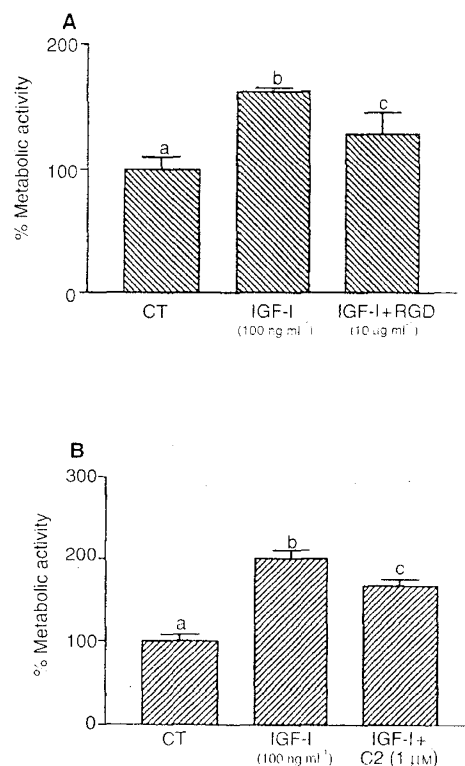 A
200
100
0
% Metabolic activity
a
b
c
CT
IGF-I
(100 ng ml⁻¹)
IGF-I+RGD
(10 µg ml⁻¹)
B
300
200
100
0
% Metabolic activity
a
b
c
CT
IGF-I
(100 ng ml⁻¹)
IGF-I+
C2 (1 µM)